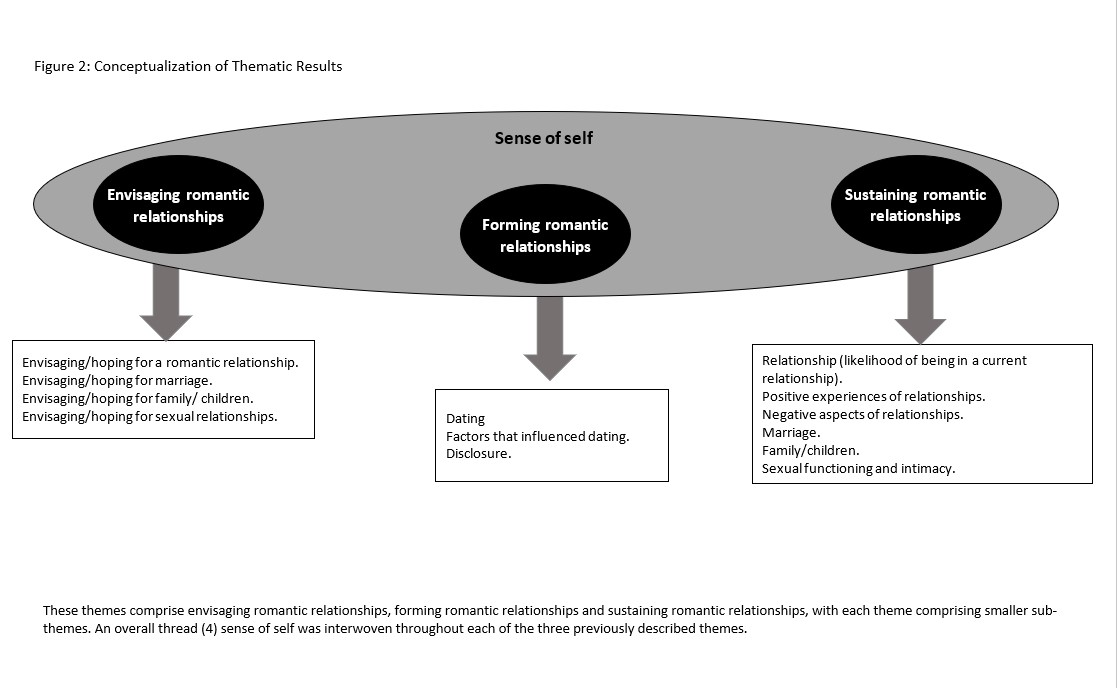 Figure 2: Conceptualization of Thematic Results
Sense of self
Envisaging romantic
relationships
Forming romantic
relationships
Sustaining romantic
relationships
Envisaging/hoping for a romantic relationship.
Envisaging/hoping for marriage.
Envisaging/hoping for family/ children.
Envisaging/hoping for sexual relationships.
Dating
Factors that influenced dating.
Disclosure.
Relationship (likelihood of being in a current
relationship).
Positive experiences of relationships.
Negative aspects of relationships.
Marriage.
Family/children.
Sexual functioning and intimacy.
These themes comprise envisaging romantic relationships, forming romantic relationships and sustaining romantic relationships, with each theme comprising smaller sub-
themes. An overall thread (4) sense of self was interwoven throughout each of the three previously described themes.